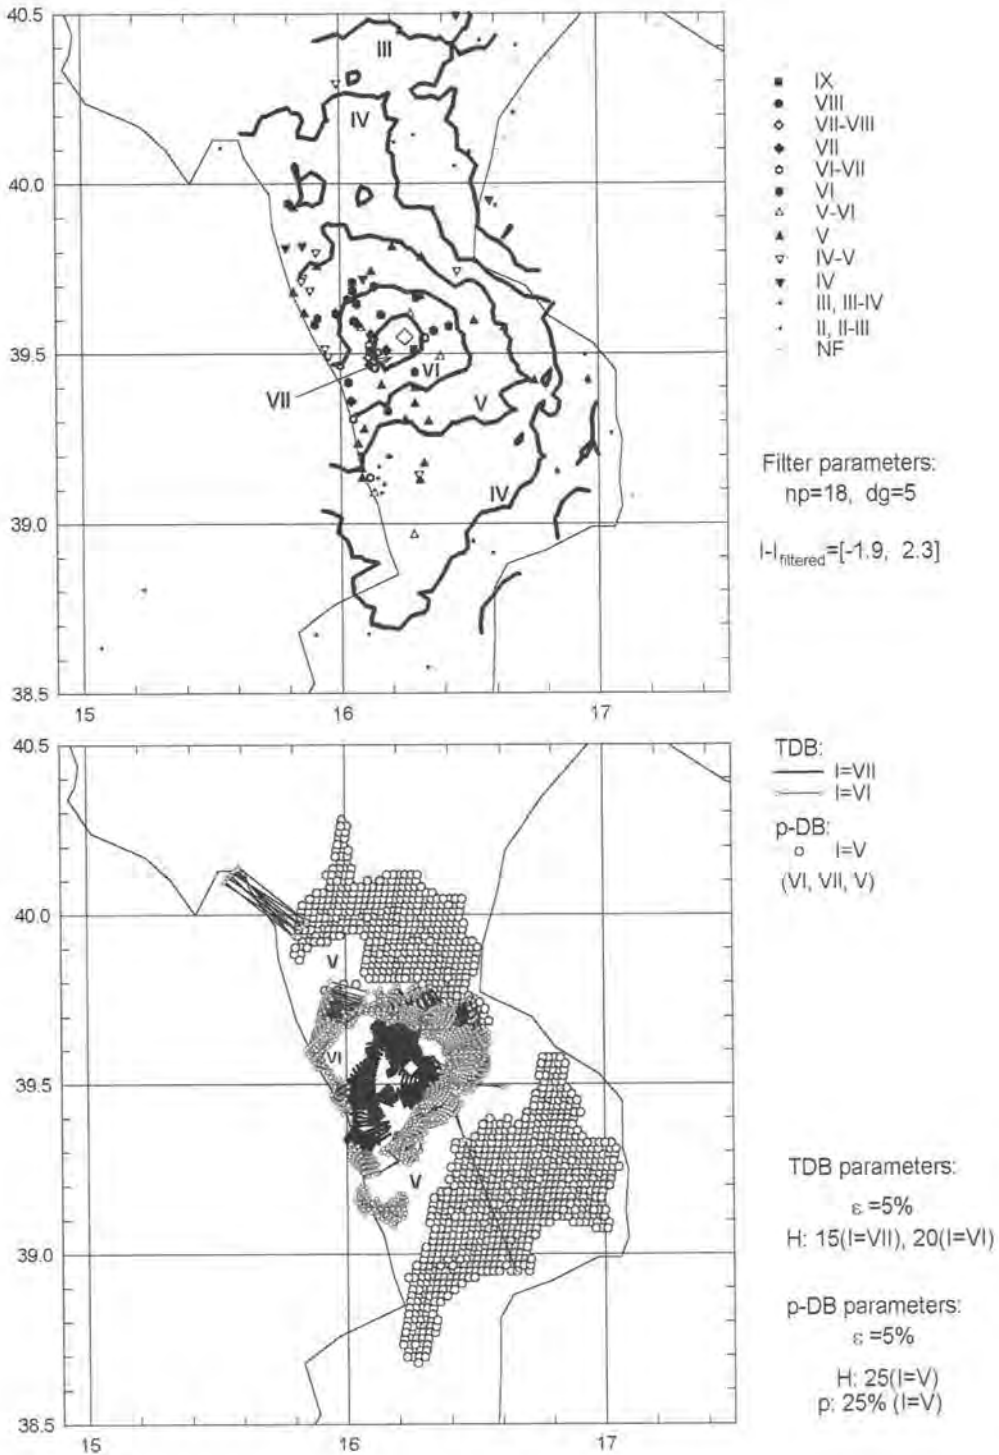 40.5
40.0
39.5
39.0
38.5
15
16
17
III
IV
VI
VII
V
IV
IX
VIII
VII-VIII
VII
VI-VII
VI
V-VI
V
IV-V
IV
III, III-IV
II, II-III
NF
Filter parameters:
np=18, dg=5
I-Ifiltered=[-1.9, 2.3]
40.5
40.0
39.5
39.0
38.5
15
16
17
V
VI
V
TDB:
I=VII
I=VI
p-DB:
I=V
(VI, VII, V)
TDB parameters:
ε =5%
H: 15(I=VII), 20(I=VI)
p-DB parameters:
ε =5%
H: 25(I=V)
p: 25% (I=V)